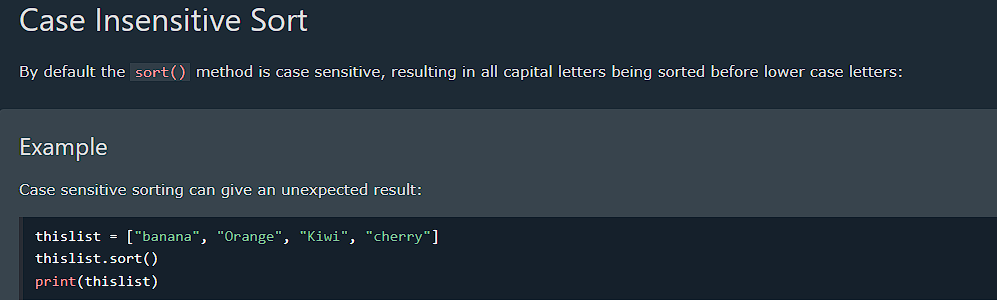 Case Insensitive Sort
By default the sort() method is case sensitive, resulting in all capital letters being sorted before lower case letters:
Example
Case sensitive sorting can give an unexpected result:
thislist = ["banana", "Orange", "Kiwi", "cherry"]
thislist.sort()
print(thislist)